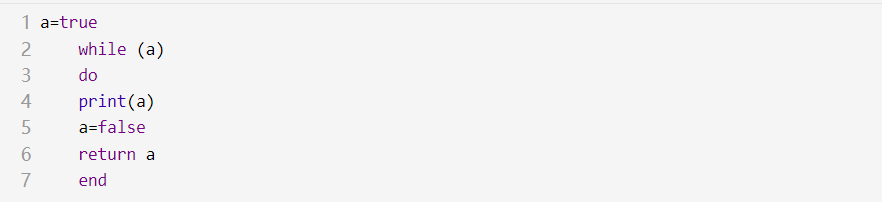 1 a=true
2     while (a)
3     do
4     print(a)
5     a=false
6     return a
7     end